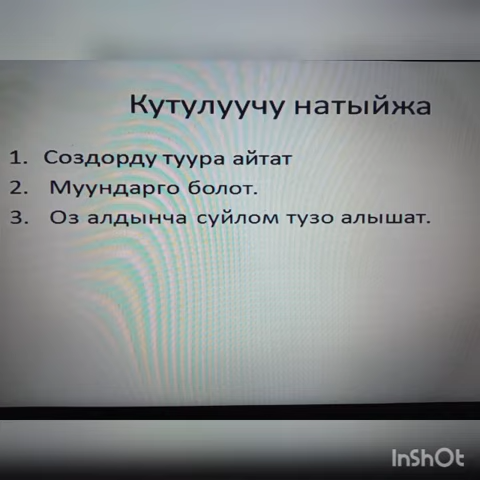 Кутулуучу натыйжа
1. Создорду туура айтат
2. Муундарго болот.
3. Оз алдынча суйлом тузо алышат.
InShOt